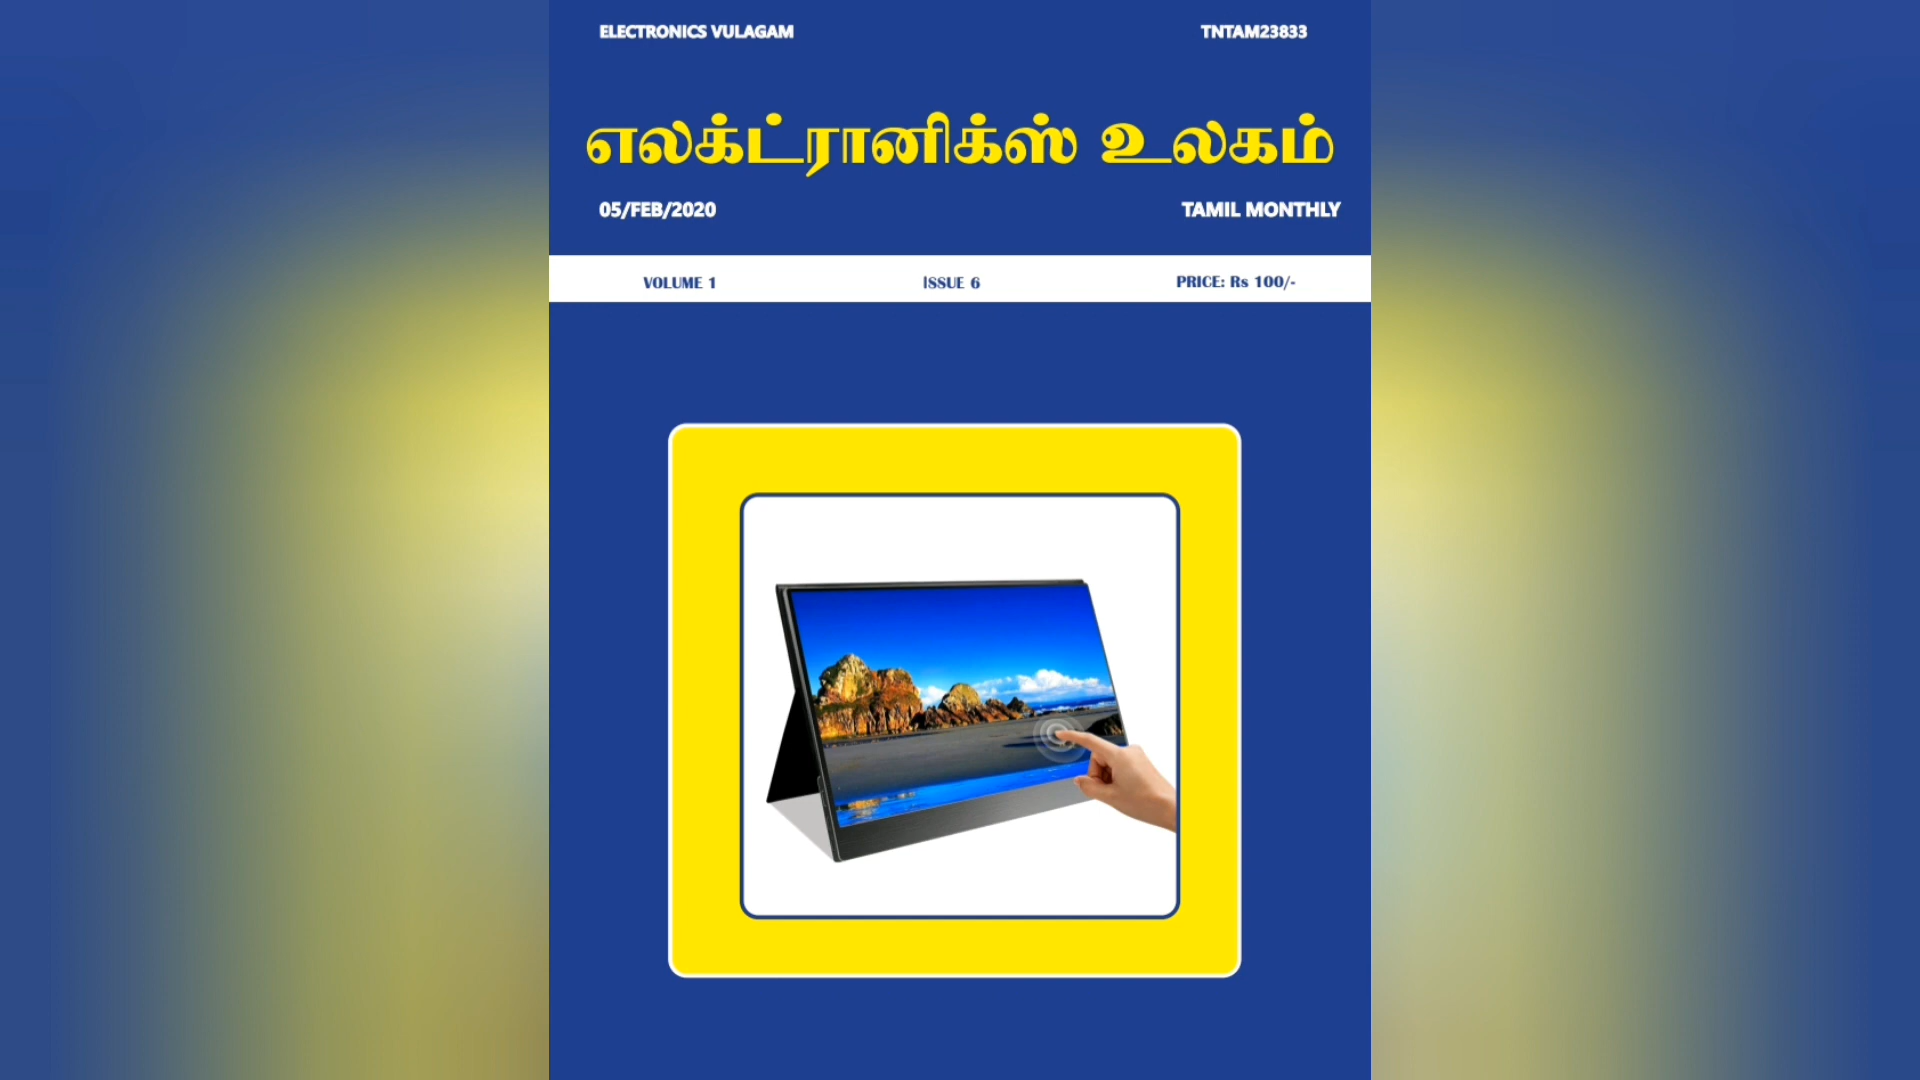 ELECTRONICS VULAGAM TNTAM23833
எலக்ட்ரானிக்ஸ் உலகம்
05/FEB/2020 TAMIL MONTHLY
VOLUME 1 ISSUE 6 PRICE: Rs 100/-